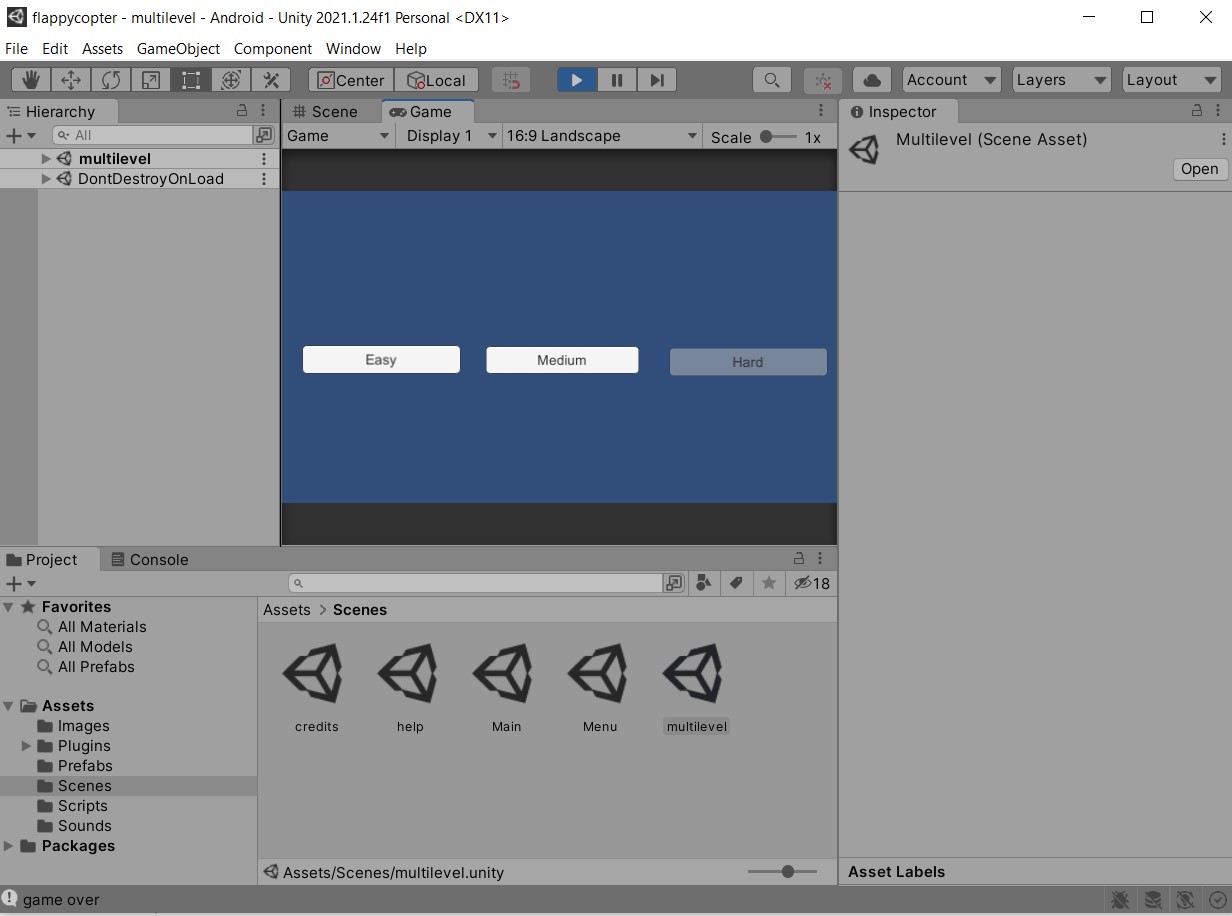 flappycopter - multilevel - Android - Unity 2021.1.24f1 Personal <DX11>
File Edit Assets GameObject Component Window Help
Center Local Account Layers Layout
Hierarchy
All
multilevel
DontDestroyOnLoad
Scene Game
Game Display 1 16:9 Landscape Scale 1x
Easy Medium Hard
Inspector
Multilevel (Scene Asset)
Open
Project Console
18
Favorites
All Materials
All Models
All Prefabs
Assets
Images
Plugins
Prefabs
Scenes
Scripts
Sounds
Packages
Assets > Scenes
credits help Main Menu multilevel
Assets/Scenes/multilevel.unity
Asset Labels
game over